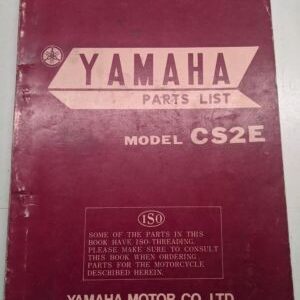 YAMAHA
PARTS LIST
MODEL CS2E
ISO
SOME OF THE PARTS IN THIS
BOOK HAVE ISO THREADING.
PLEASE MAKE SURE TO CONSULT
THIS BOOK WHEN ORDERING
PARTS FOR THE MOTORCYCLE
DESCRIBED HEREIN.
YAMAHA MOTOR CO. LTD